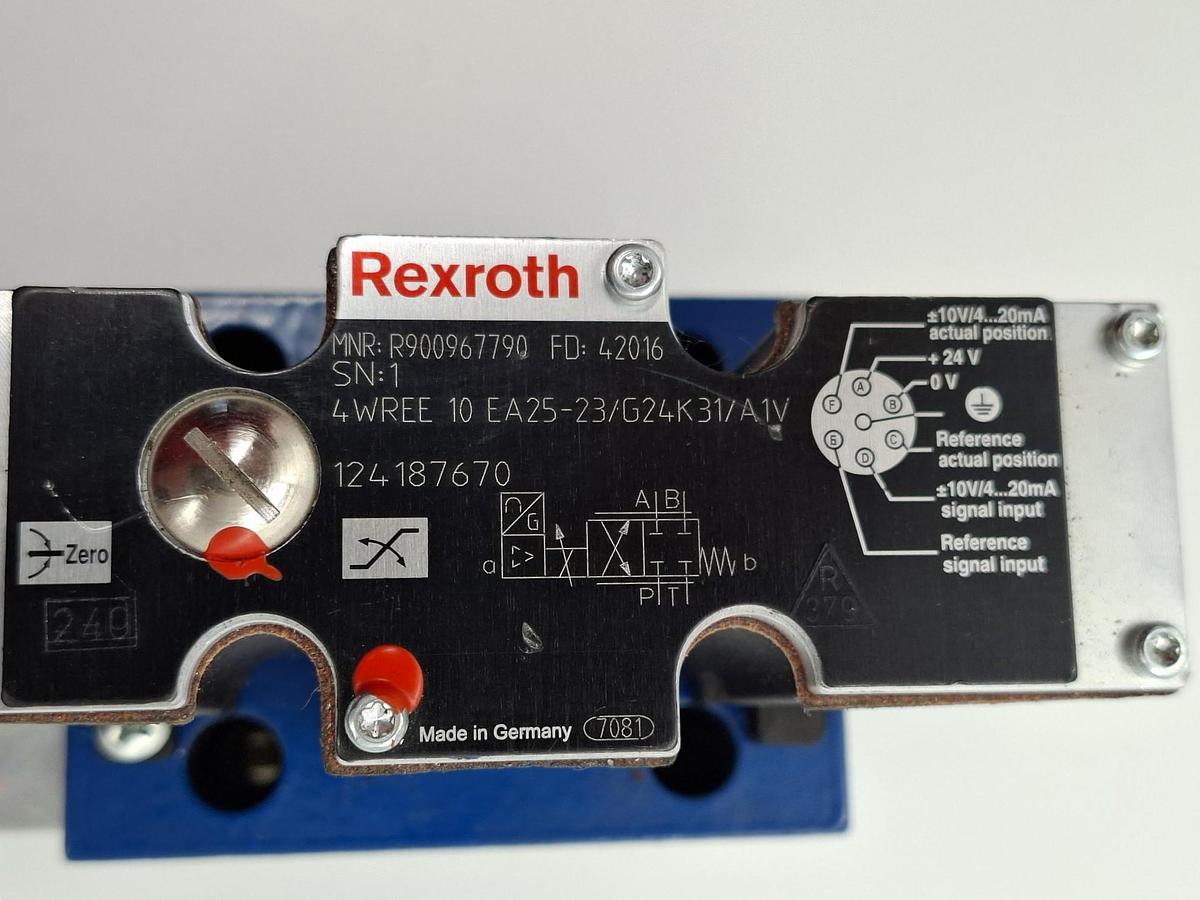 Rexroth
MNR: R900967790 FD: 42016
SN:1
4WREE 10 EA25-23/G24K31/A1V
124187670
Zero
240
G
A B
a
b
P T
R
379
Made in Germany 7081
±10V/4...20mA
actual position
+ 24 V
0 V
Reference
actual position
±10V/4...20mA
signal input
Reference
signal input
A
F
B
C
D